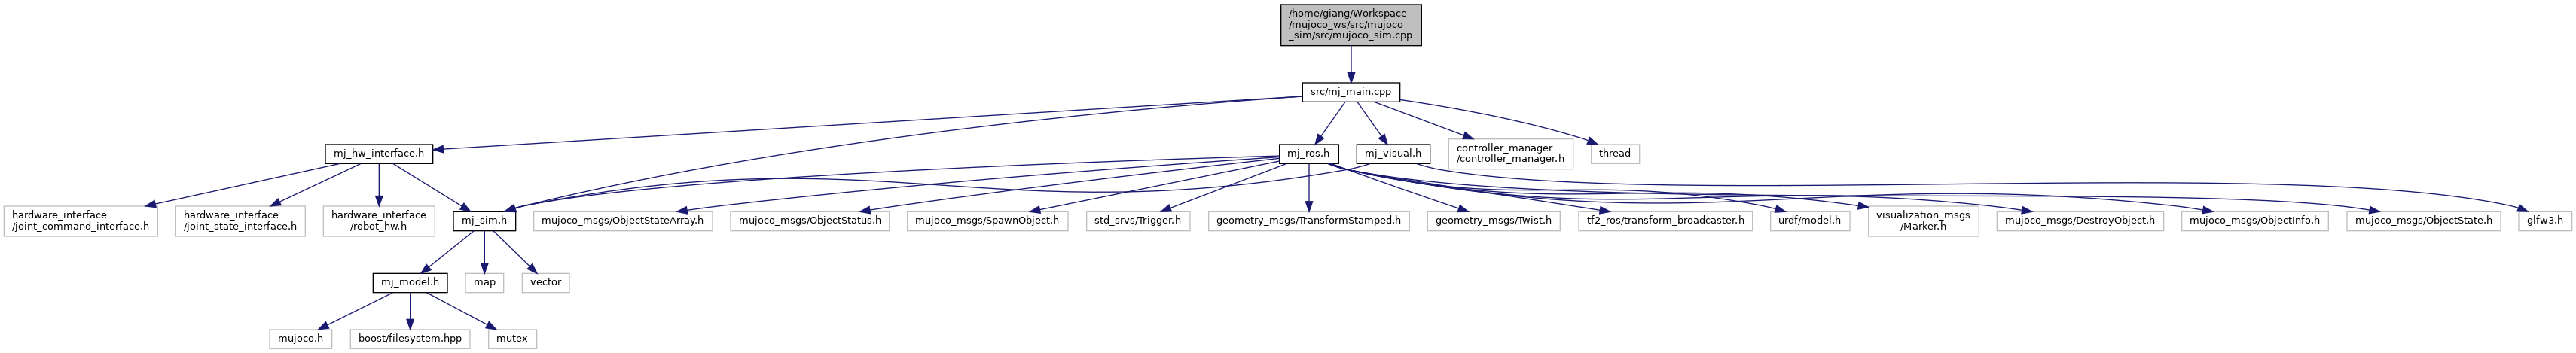 /home/giang/Workspace
/mujoco_ws/src/mujoco
_sim/src/mujoco_sim.cpp
src/mj_main.cpp
mj_hw_interface.h
mj_ros.h
mj_visual.h
controller_manager
/controller_manager.h
thread
hardware_interface
/joint_command_interface.h
hardware_interface
/joint_state_interface.h
hardware_interface
/robot_hw.h
mj_sim.h
mujoco_msgs/ObjectStateArray.h
mujoco_msgs/ObjectStatus.h
mujoco_msgs/SpawnObject.h
std_srvs/Trigger.h
geometry_msgs/TransformStamped.h
geometry_msgs/Twist.h
tf2_ros/transform_broadcaster.h
urdf/model.h
visualization_msgs
/Marker.h
mujoco_msgs/DestroyObject.h
mujoco_msgs/ObjectInfo.h
mujoco_msgs/ObjectState.h
glfw3.h
mj_model.h
map
vector
mujoco.h
boost/filesystem.hpp
mutex